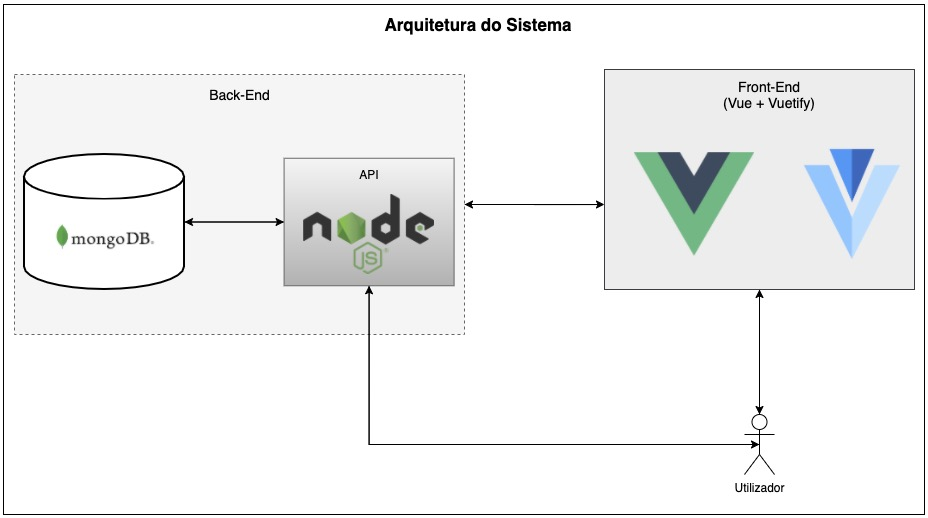 Arquitetura do Sistema
Back-End
Front-End
(Vue + Vuetify)
API
mongoDB.
node
JS
Utilizador